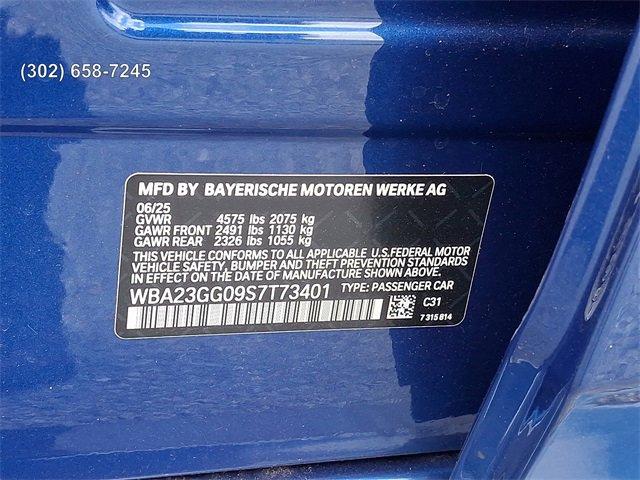 (302) 658-7245
MFD BY BAYERISCHE MOTOREN WERKE AG
06/25
GVWR 4575 lbs 2075 kg
GAWR FRONT 2491 lbs 1130 kg
GAWR REAR 2326 lbs 1055 kg
THIS VEHICLE CONFORMS TO ALL APPLICABLE U.S.FEDERAL MOTOR
VEHICLE SAFETY, BUMPER, AND THEFT PREVENTION STANDARDS
IN EFFECT ON THE DATE OF MANUFACTURE SHOWN ABOVE.
WBA23GG09S7T73401 TYPE: PASSENGER CAR
C31
7 315 814